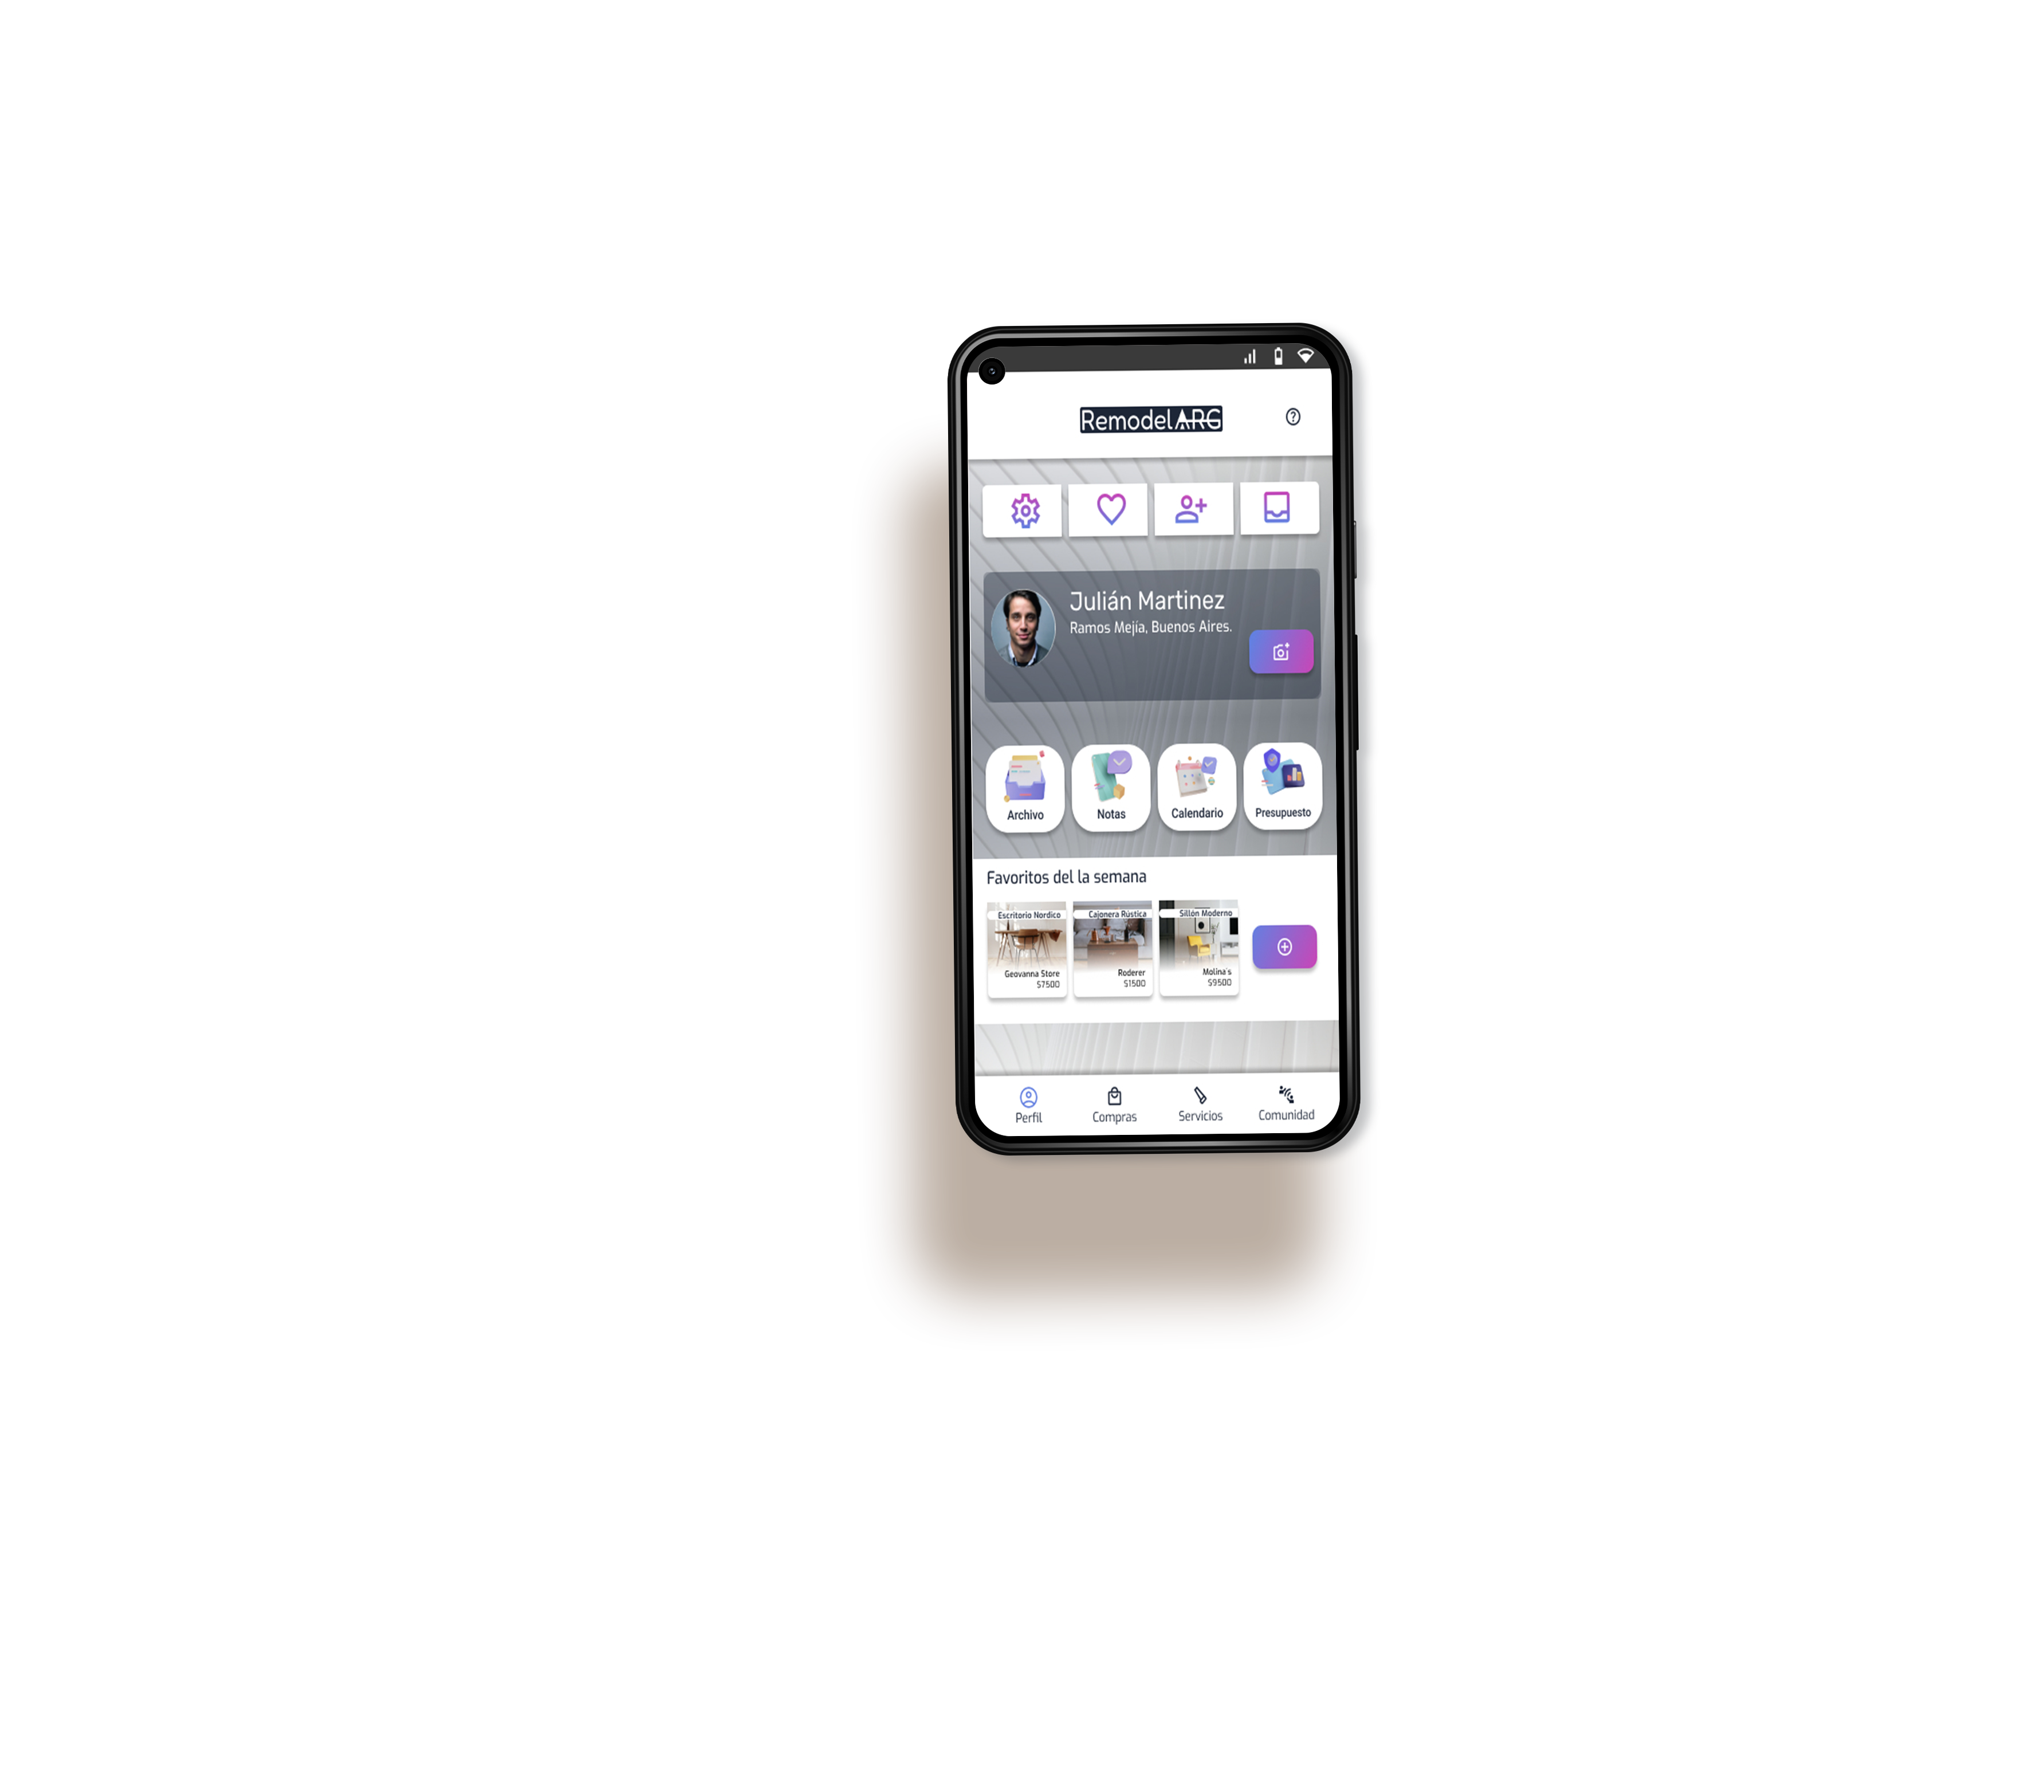 RemodelARG
Julián Martinez
Ramos Mejía, Buenos Aires.
Archivo
Notas
Calendario
Presupuesto
Favoritos del la semana
Escritorio Nordico
Geovanna Store
$7500
Cajonera Rústica
Roderer
$1500
Sillón Moderno
Molina's
$9500
Perfil
Compras
Servicios
Comunidad